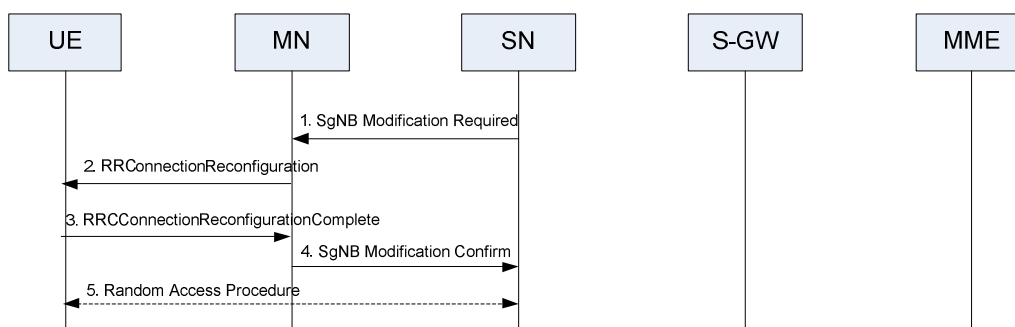 UE
MN
SN
S-GW
MME
1. SgNB Modification Required
2. RRConnectionReconfiguration
3. RRCConnectionReconfigurationComplete
4. SgNB Modification Confirm
5. Random Access Procedure